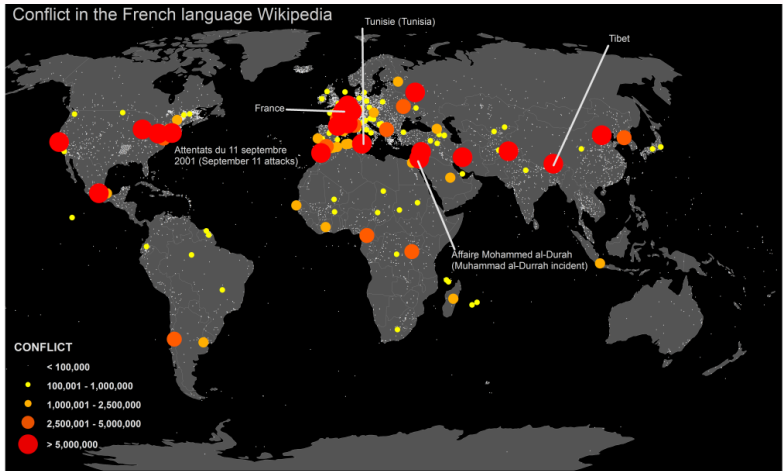 Conflict in the French language Wikipedia
Tunisie (Tunisia)
Tibet
France
Attentats du 11 septembre
2001 (September 11 attacks)
Affaire Mohammed al-Durah
(Muhammad al-Durrah incident)
CONFLICT
< 100,000
100,001 - 1,000,000
1,000,001 - 2,500,000
2,500,001 - 5,000,000
> 5,000,000